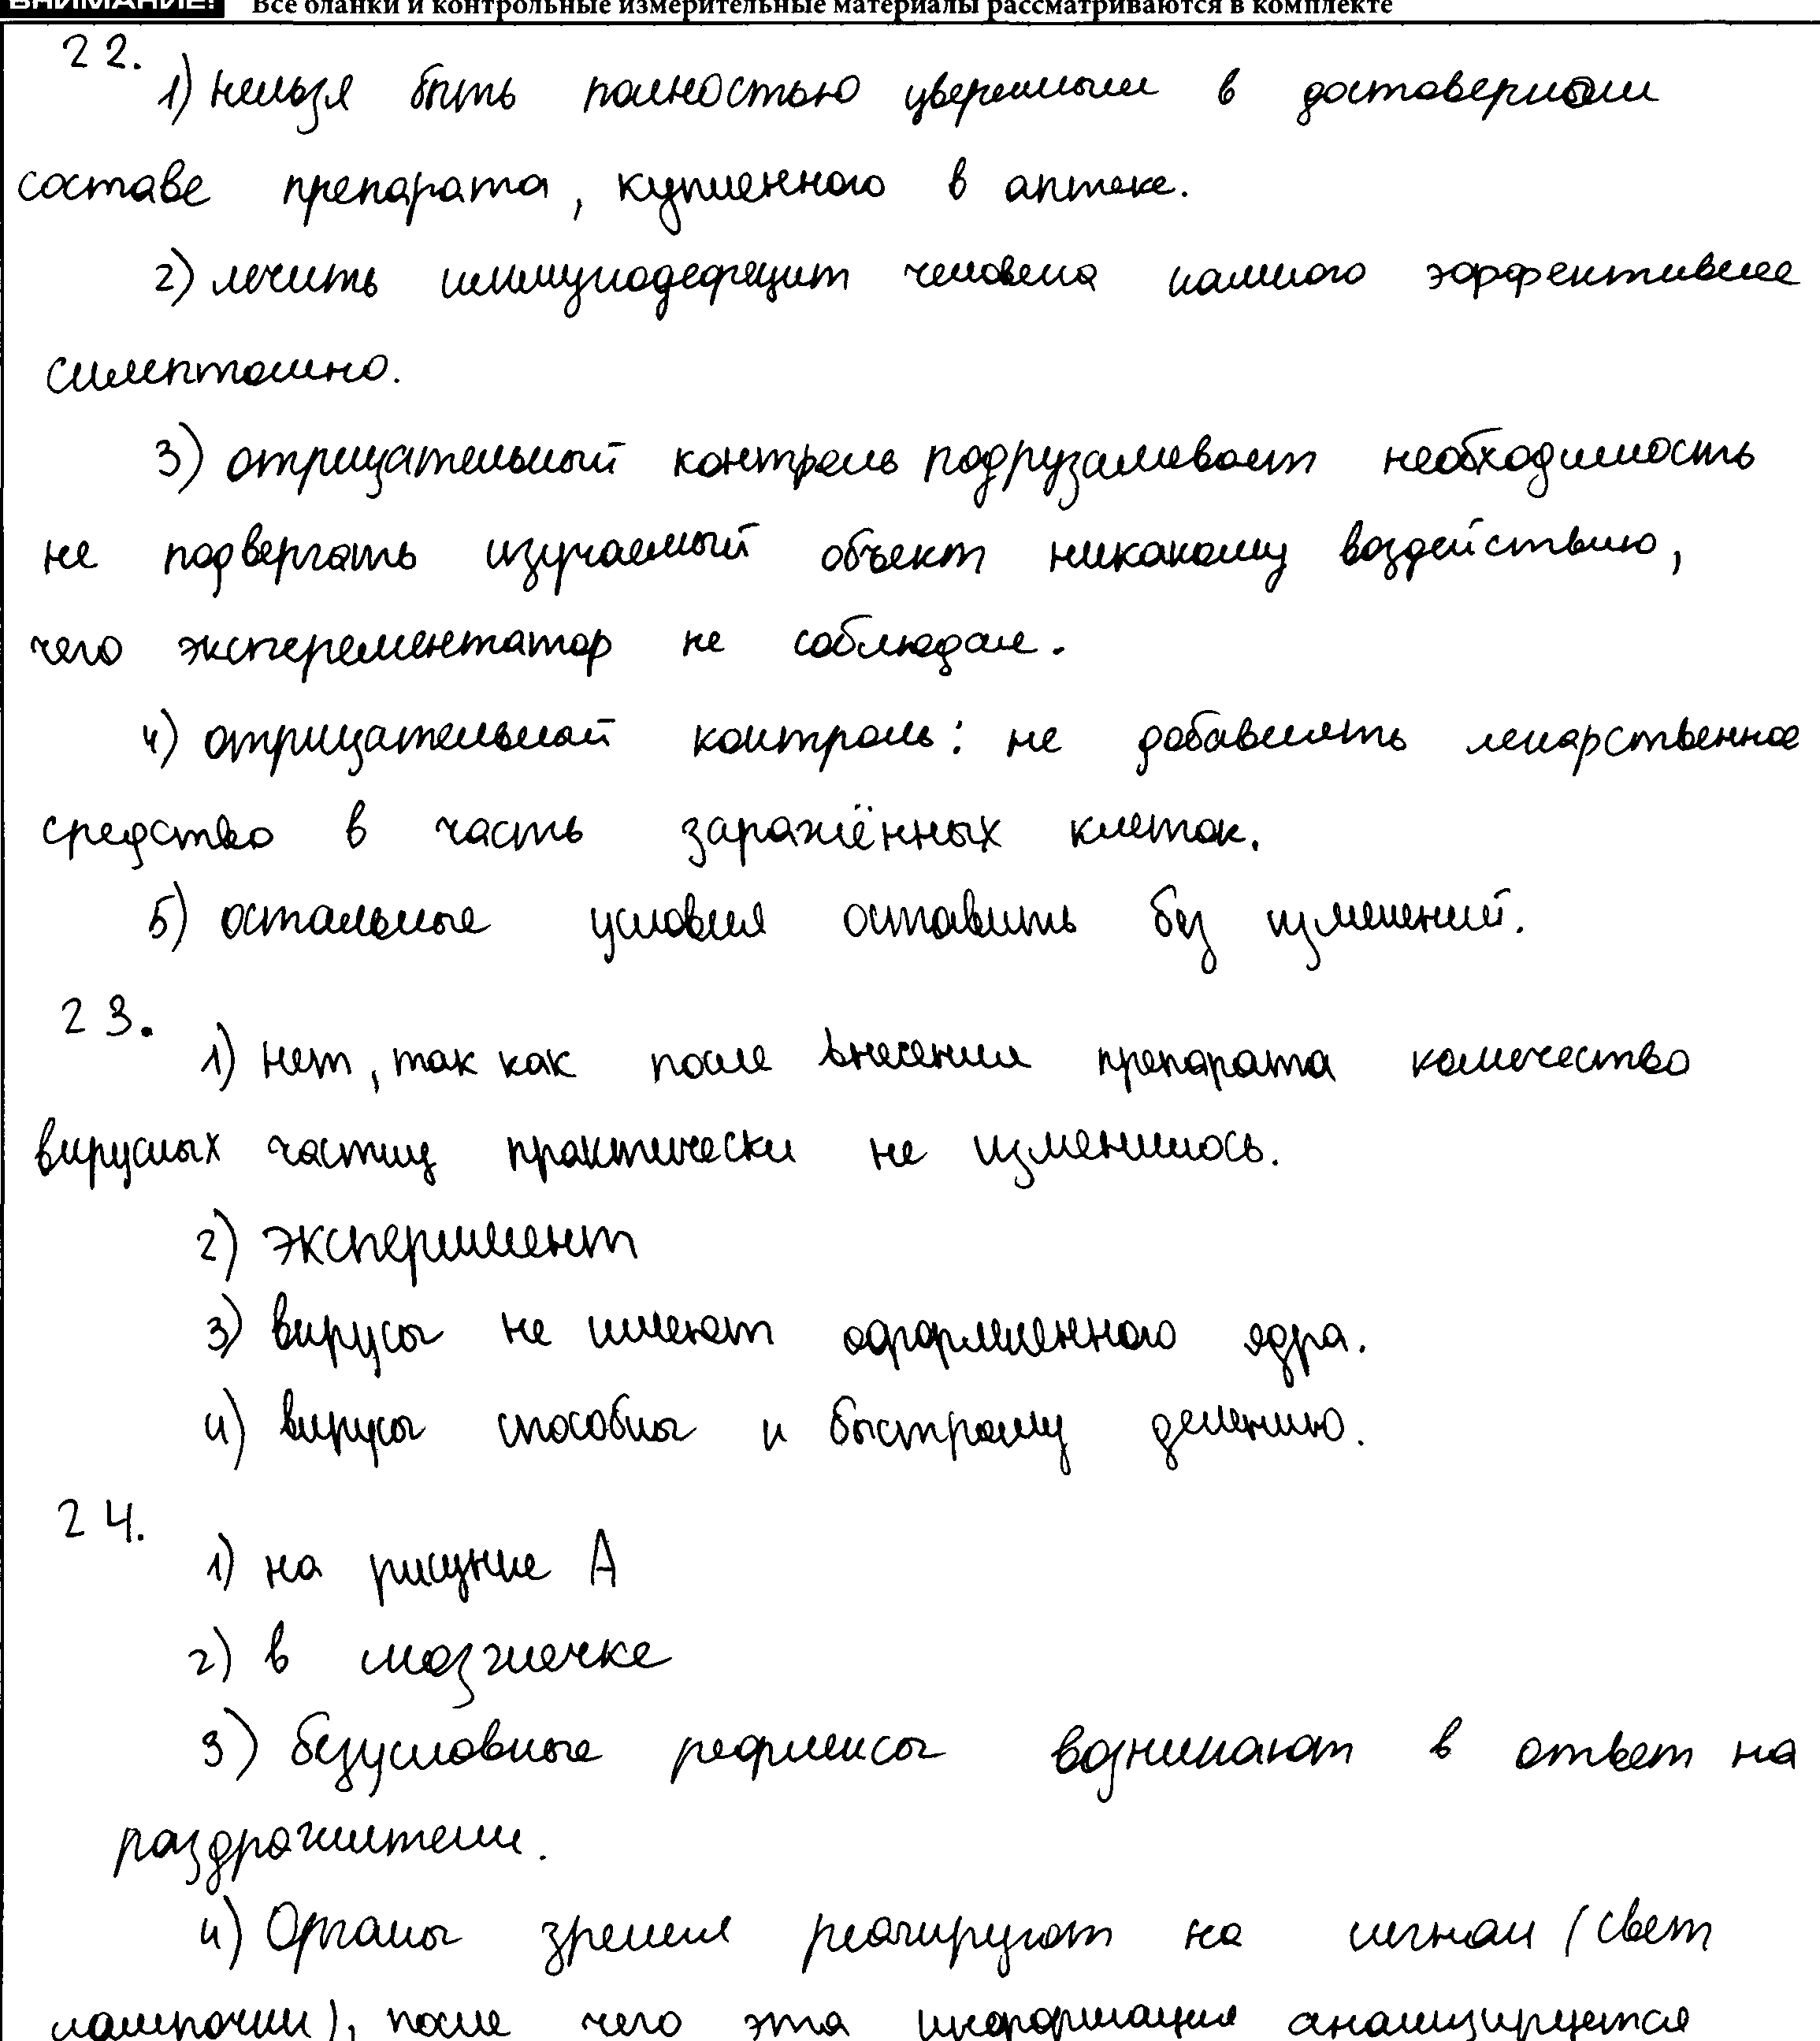 ВНИМАНИЕ! Все бланки и контрольные измерительные материалы рассматриваются в комплекте
22.
1) нельзя быть полностью уверенным в достоверном
составе препарата, купленного в аптеке.
2) лечить иммунодефецит человека намного эффективнее
симптомно.
3) отрицательный контроль подрузамевает необходимость
не подвергать изучаемый объект никакому воздействию,
чего эксперементатор не соблюдал.
4) отрицательный контроль: не добавлять лекарственное
средство в часть заражённых клеток.
5) остальные условия оставить без изменений.
23.
1) нет, так как после внесения препарата количество
вирусных частиц практически не изменилось.
2) эксперимент
3) вирусы не имеют оформленного ядра.
4) вирусы способны к быстрому делению.
24.
1) на рисунке А
2) в мозжечке
3) безусловные рефлексы возникают в ответ на
раздражители.
4) Органы зрения реагируют на сигнал (свет
лампочки), после чего эта информация анализируется